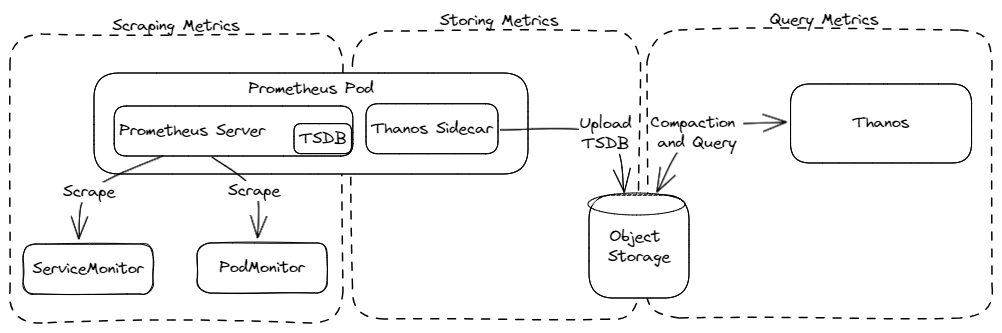 Scraping Metrics
Storing Metrics
Query Metrics
Prometheus Pod
Prometheus Server
TSDB
Thanos Sidecar
Upload
TSDB
Compaction
and Query
Thanos
Scrape
Scrape
ServiceMonitor
PodMonitor
Object
Storage